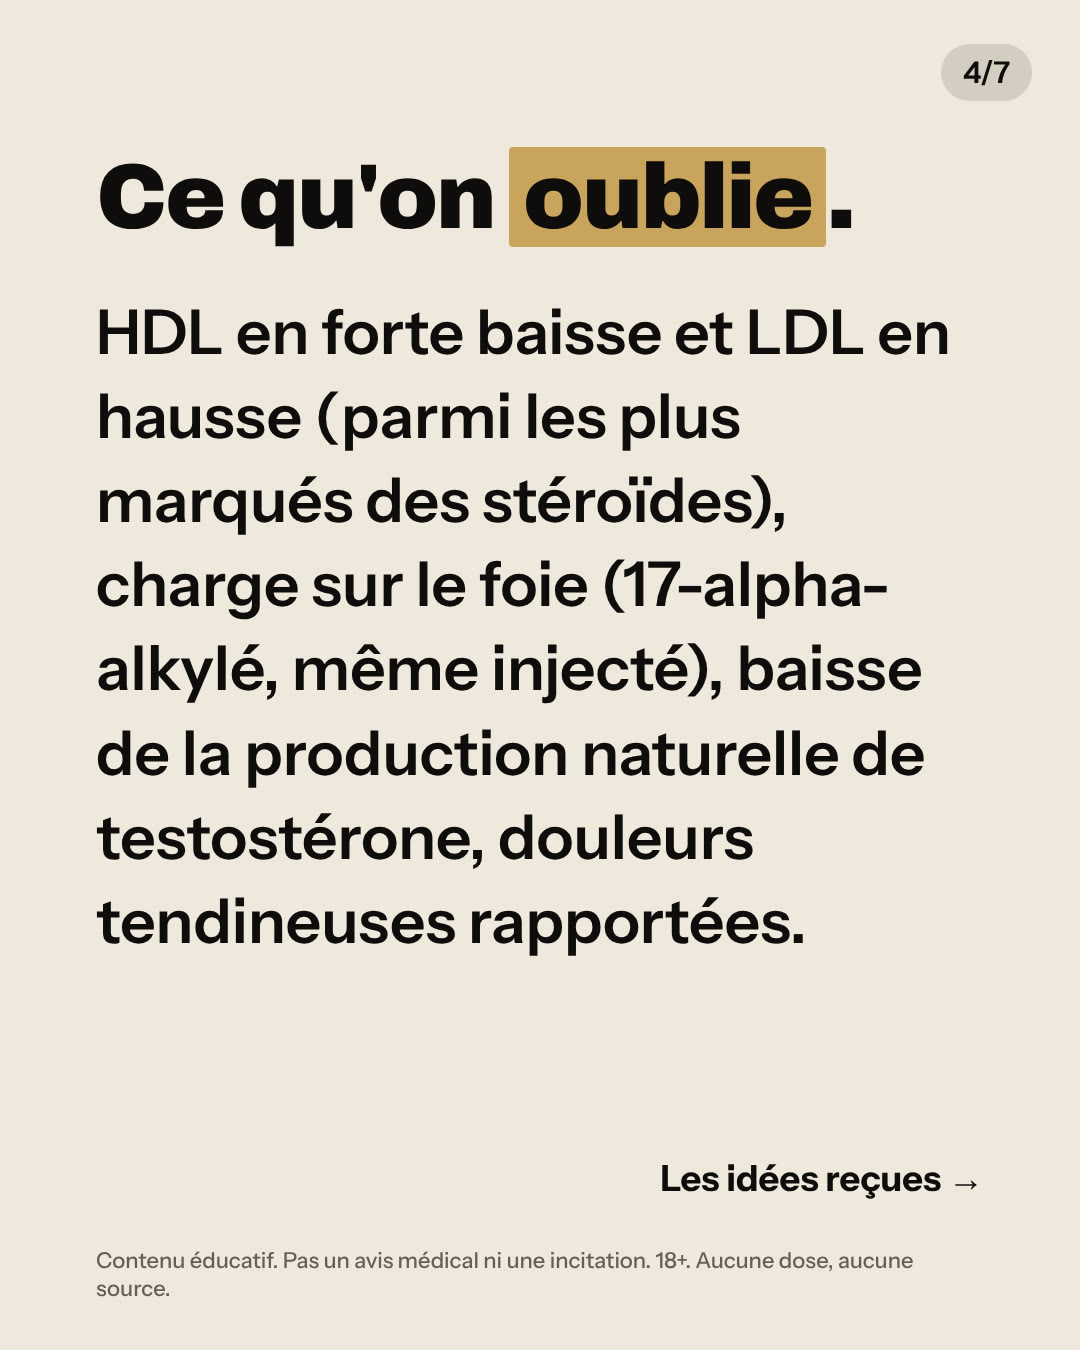 4/7
Ce qu'on oublie.
HDL en forte baisse et LDL en
hausse (parmi les plus
marqués des stéroïdes),
charge sur le foie (17-alpha-
alkylé, même injecté), baisse
de la production naturelle de
testostérone, douleurs
tendineuses rapportées.
Les idées reçues →
Contenu éducatif. Pas un avis médical ni une incitation. 18+. Aucune dose, aucune
source.